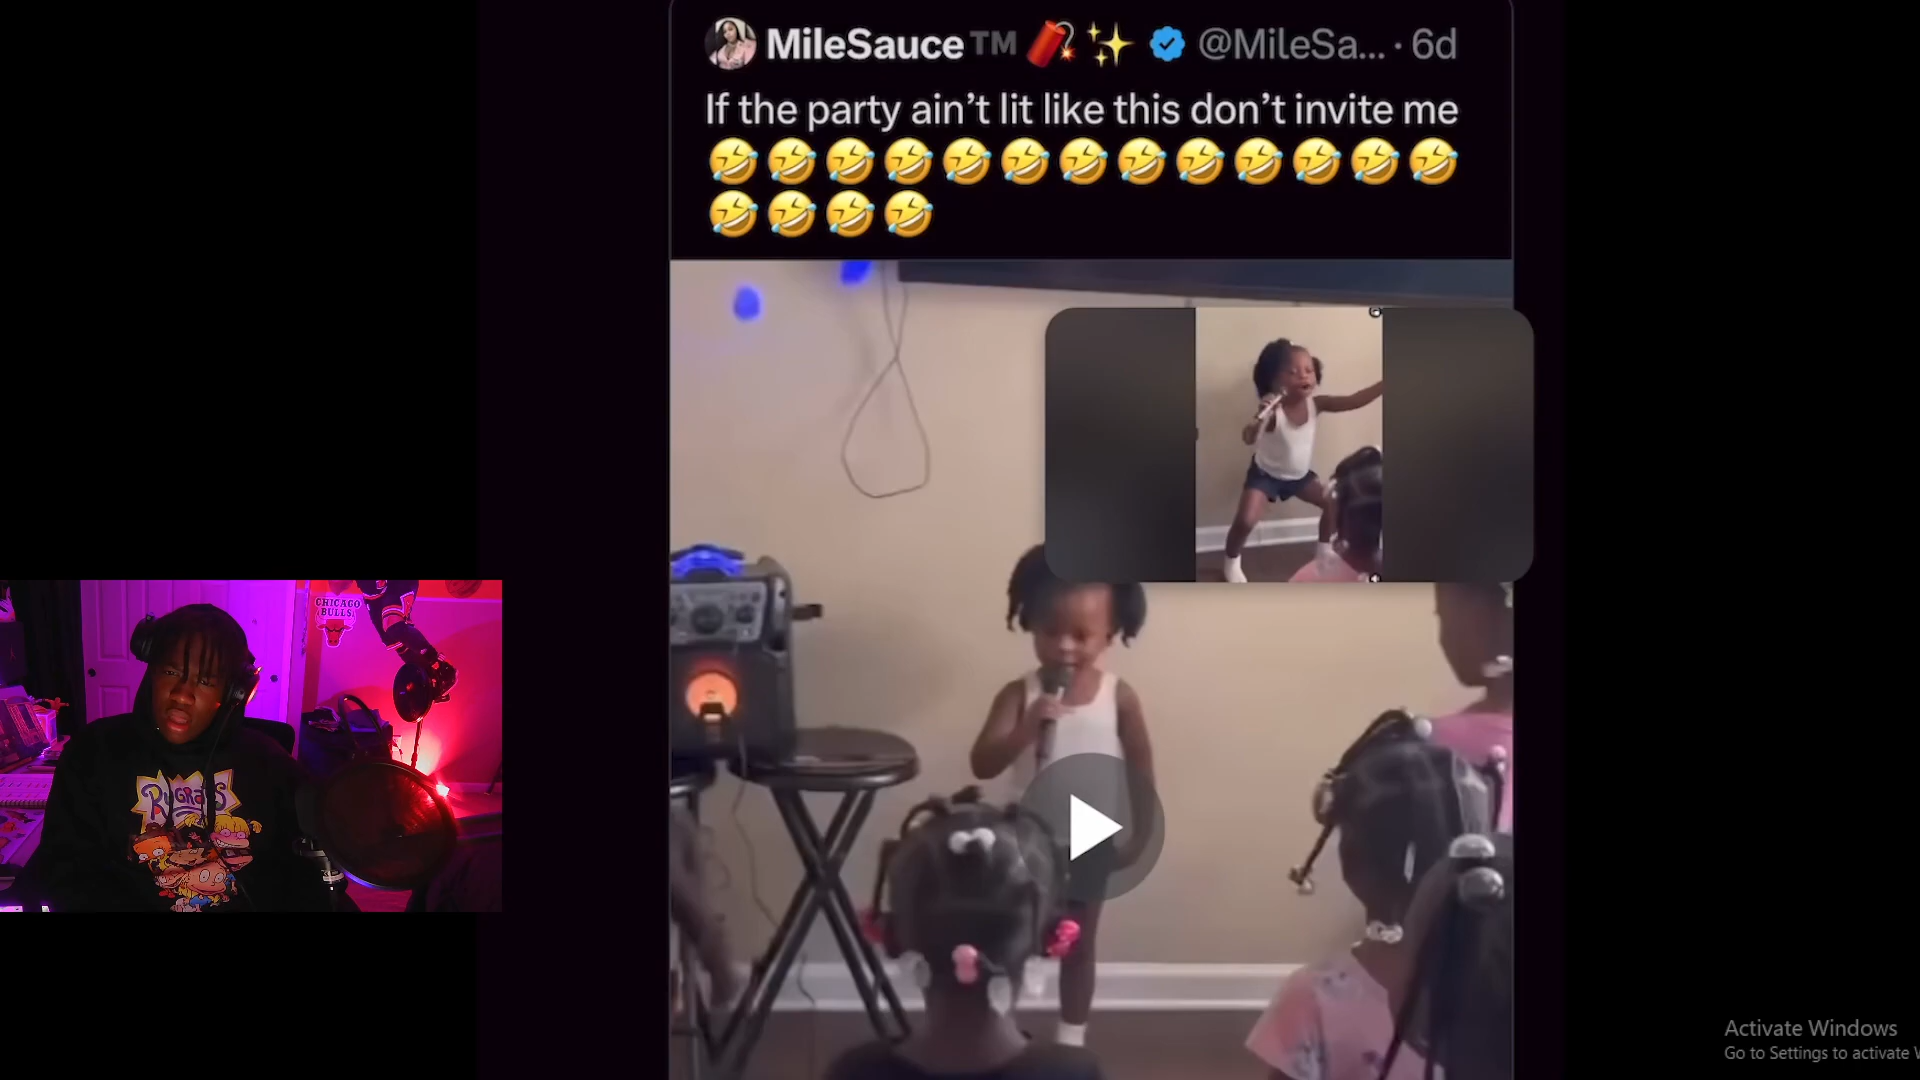 MileSauce™ 🧨✨ @MileSa... · 6d
If the party ain’t lit like this don’t invite me
🤣🤣🤣🤣🤣🤣🤣🤣🤣🤣🤣🤣🤣
🤣🤣🤣🤣
CHICAGO
BULLS
Activate Windows
Go to Settings to activate